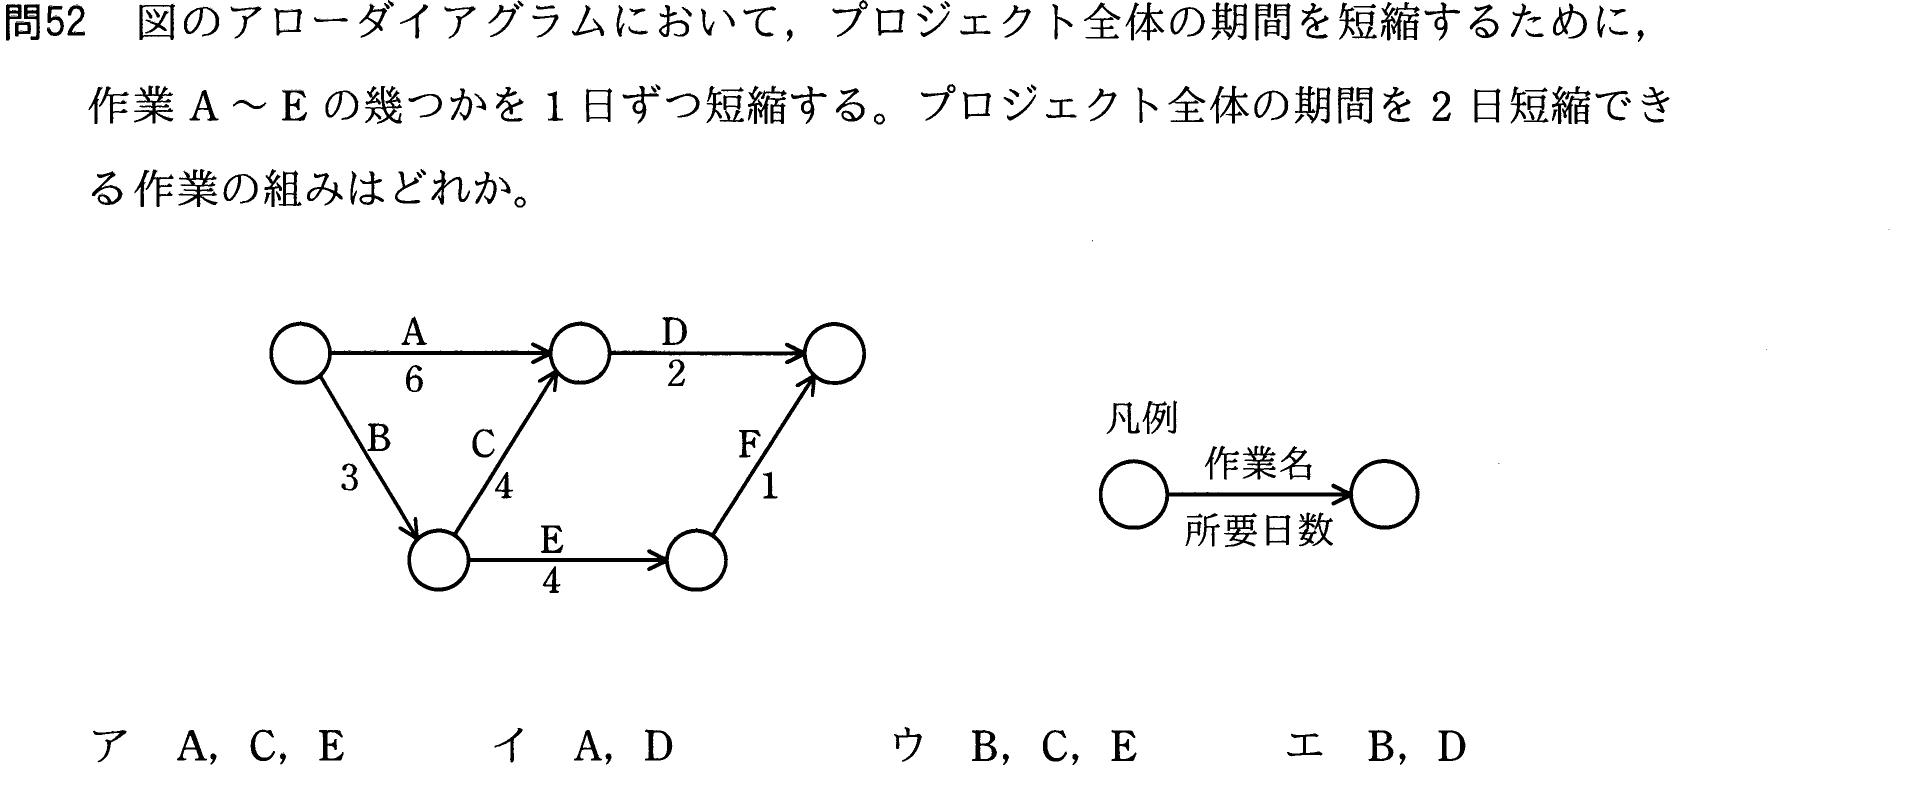 問52 図のアローダイアグラムにおいて，プロジェクト全体の期間を短縮するために，
作業 A ～ E の幾つかを 1 日ずつ短縮する。プロジェクト全体の期間を 2 日短縮でき
る作業の組みはどれか。
A
6
D
2
B
3
C
4
F
1
E
4
凡例
作業名
所要日数
ア A，C，E イ A，D ウ B，C，E エ B，D